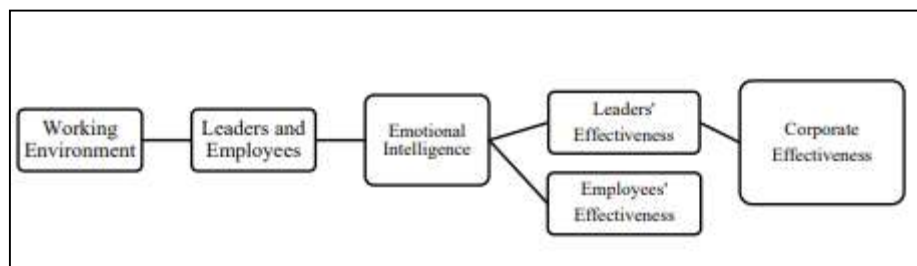 Working
Environment
Leaders and
Employees
Emotional
Intelligence
Leaders'
Effectiveness
Employees'
Effectiveness
Corporate
Effectiveness